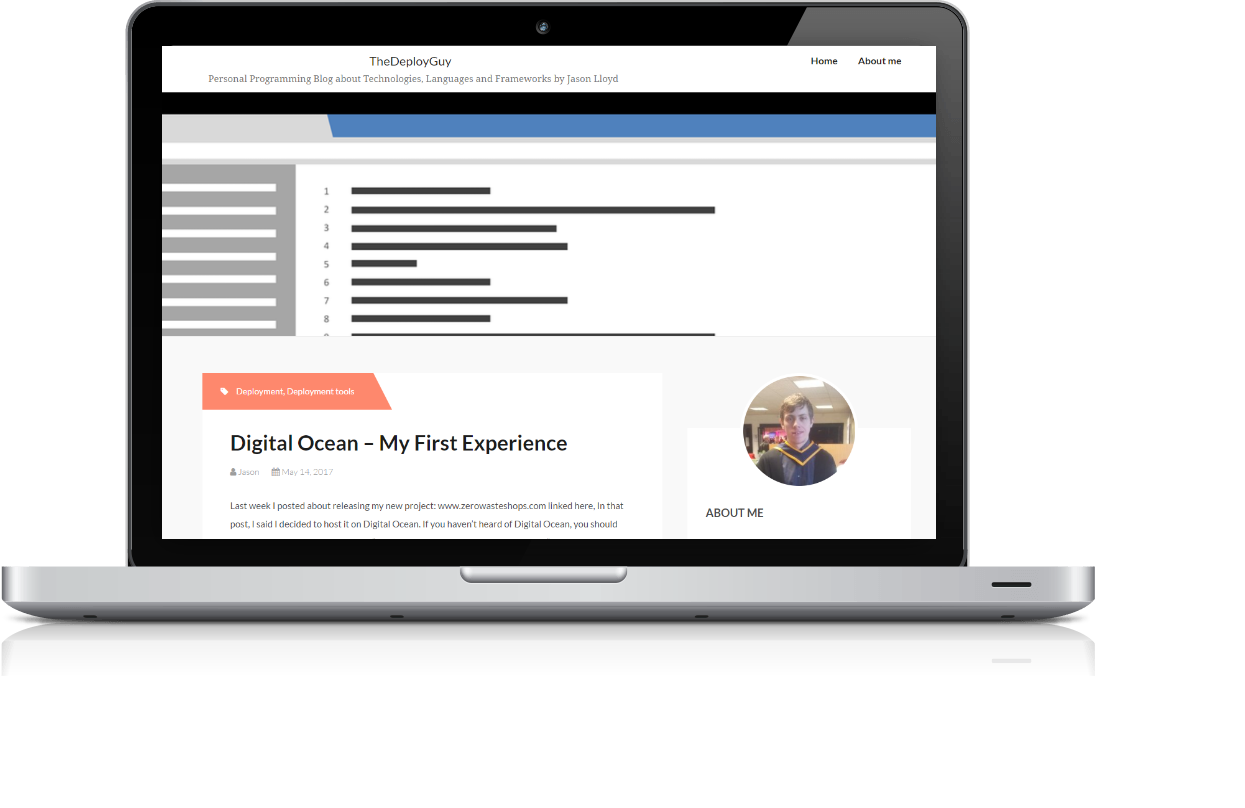 TheDeployGuy
Personal Programming Blog about Technologies, Languages and Frameworks by Jason Lloyd
Home About me
1
2
3
4
5
6
7
8
Deployment, Deployment tools
Digital Ocean – My First Experience
Jason May 14, 2017
Last week I posted about releasing my new project: www.zerowasteshops.com linked here, in that
post, i said I decided to host it on Digital Ocean. If you haven't heard of Digital Ocean, you should
ABOUT ME